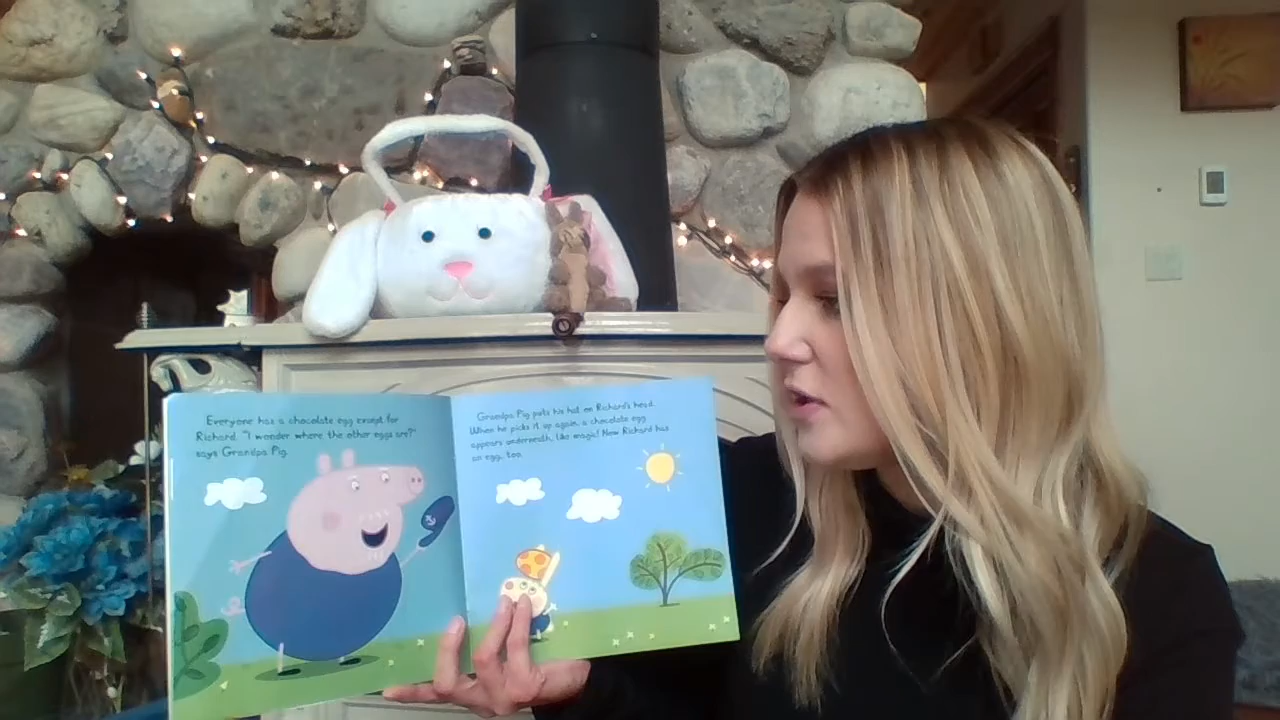 Everyone has a chocolate egg except for
Richard. "I wonder where the other eggs are?"
says Grandpa Pig.
Grandpa Pig puts his hat on Richard's head.
When he picks it up again, a chocolate egg
appears underneath, like magic! Now Richard has
an egg, too.